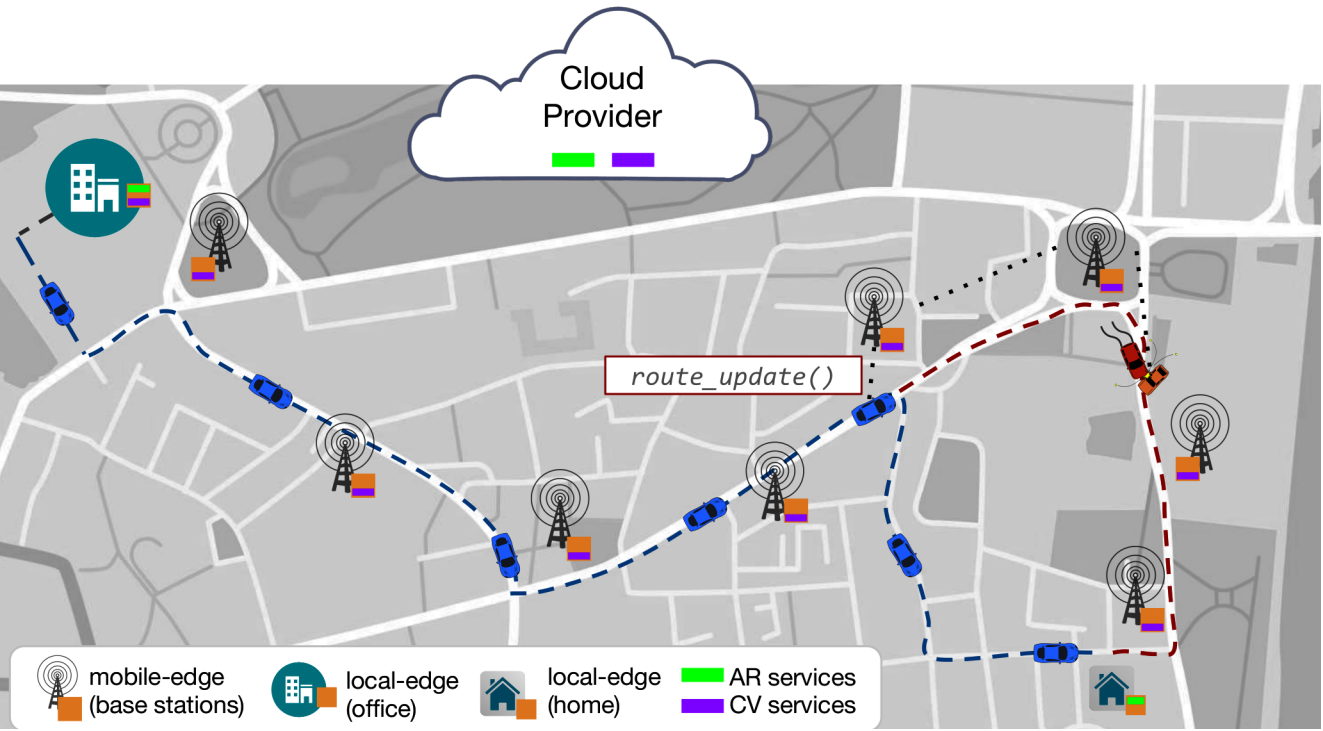 Cloud
Provider
route_update()
mobile-edge
(base stations)
local-edge
(office)
local-edge
(home)
AR services
CV services